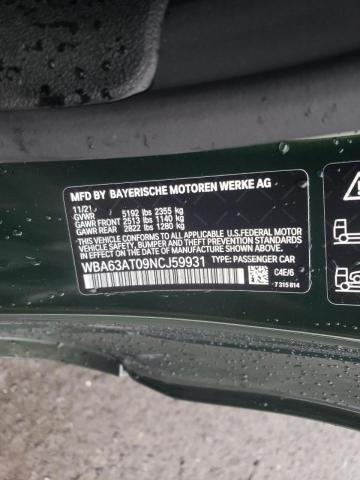 MFD BY BAYERISCHE MOTOREN WERKE AG
11/21
GVWR 5192 lbs 2355 kg
GAWR FRONT 2513 lbs 1140 kg
GAWR REAR 2822 lbs 1280 kg
THIS VEHICLE CONFORMS TO ALL APPLICABLE U.S. FEDERAL MOTOR VEHICLE SAFETY, BUMPER, AND THEFT PREVENTION STANDARDS IN EFFECT ON THE DATE OF MANUFACTURE SHOWN ABOVE.
WBA63AT09NCJ59931 TYPE: PASSENGER CAR
C4E/6
7 315 814